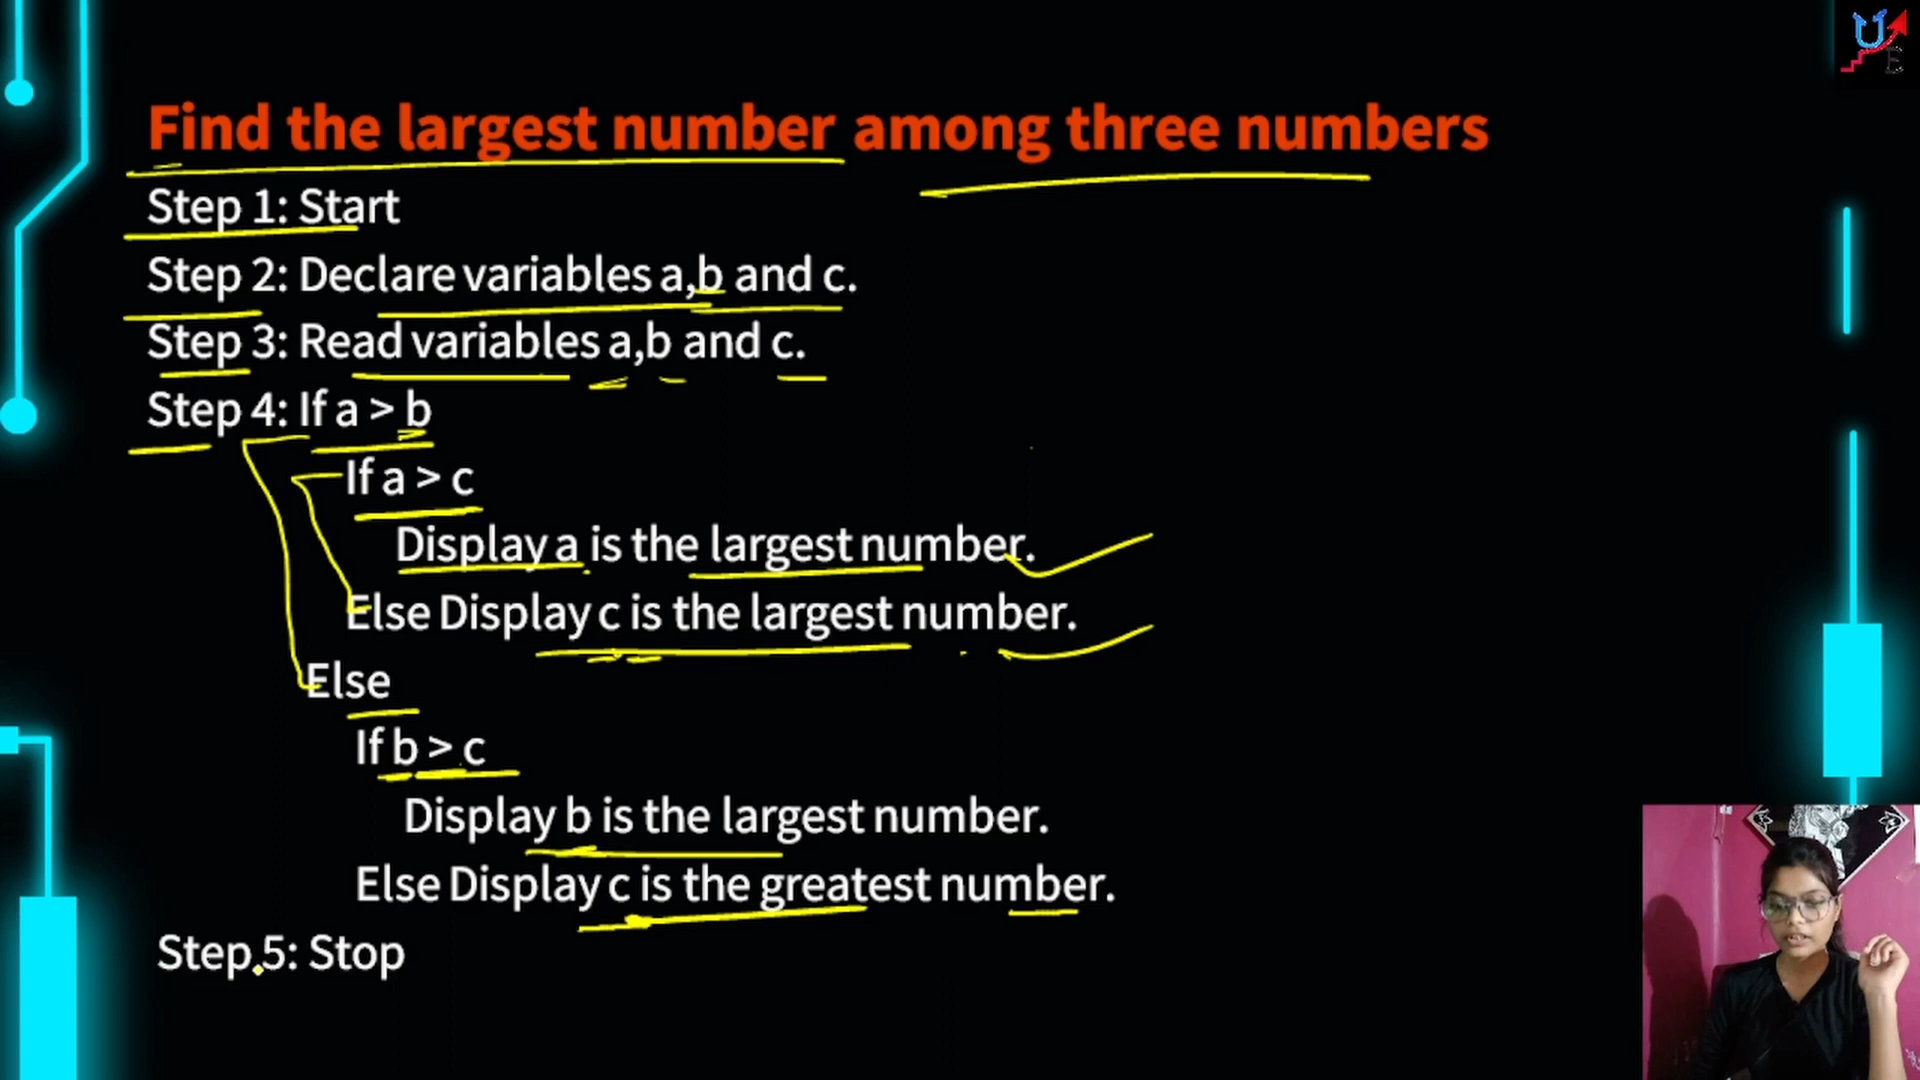 Find the largest number among three numbers
Step 1: Start
Step 2: Declare variables a,b and c.
Step 3: Read variables a,b and c.
Step 4: If a > b
If a > c
Display a is the largest number.
Else Display c is the largest number.
Else
If b > c
Display b is the largest number.
Else Display c is the greatest number.
Step 5: Stop